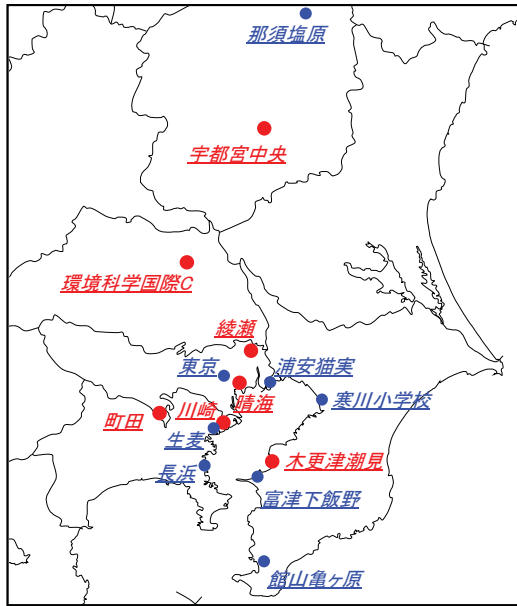 那須塩原
宇都宮中央
環境科学国際C
綾瀬
東京
浦安猫実
晴海
寒川小学校
町田
川崎
生麦
長浜
木更津潮見
富津下飯野
館山亀ヶ原